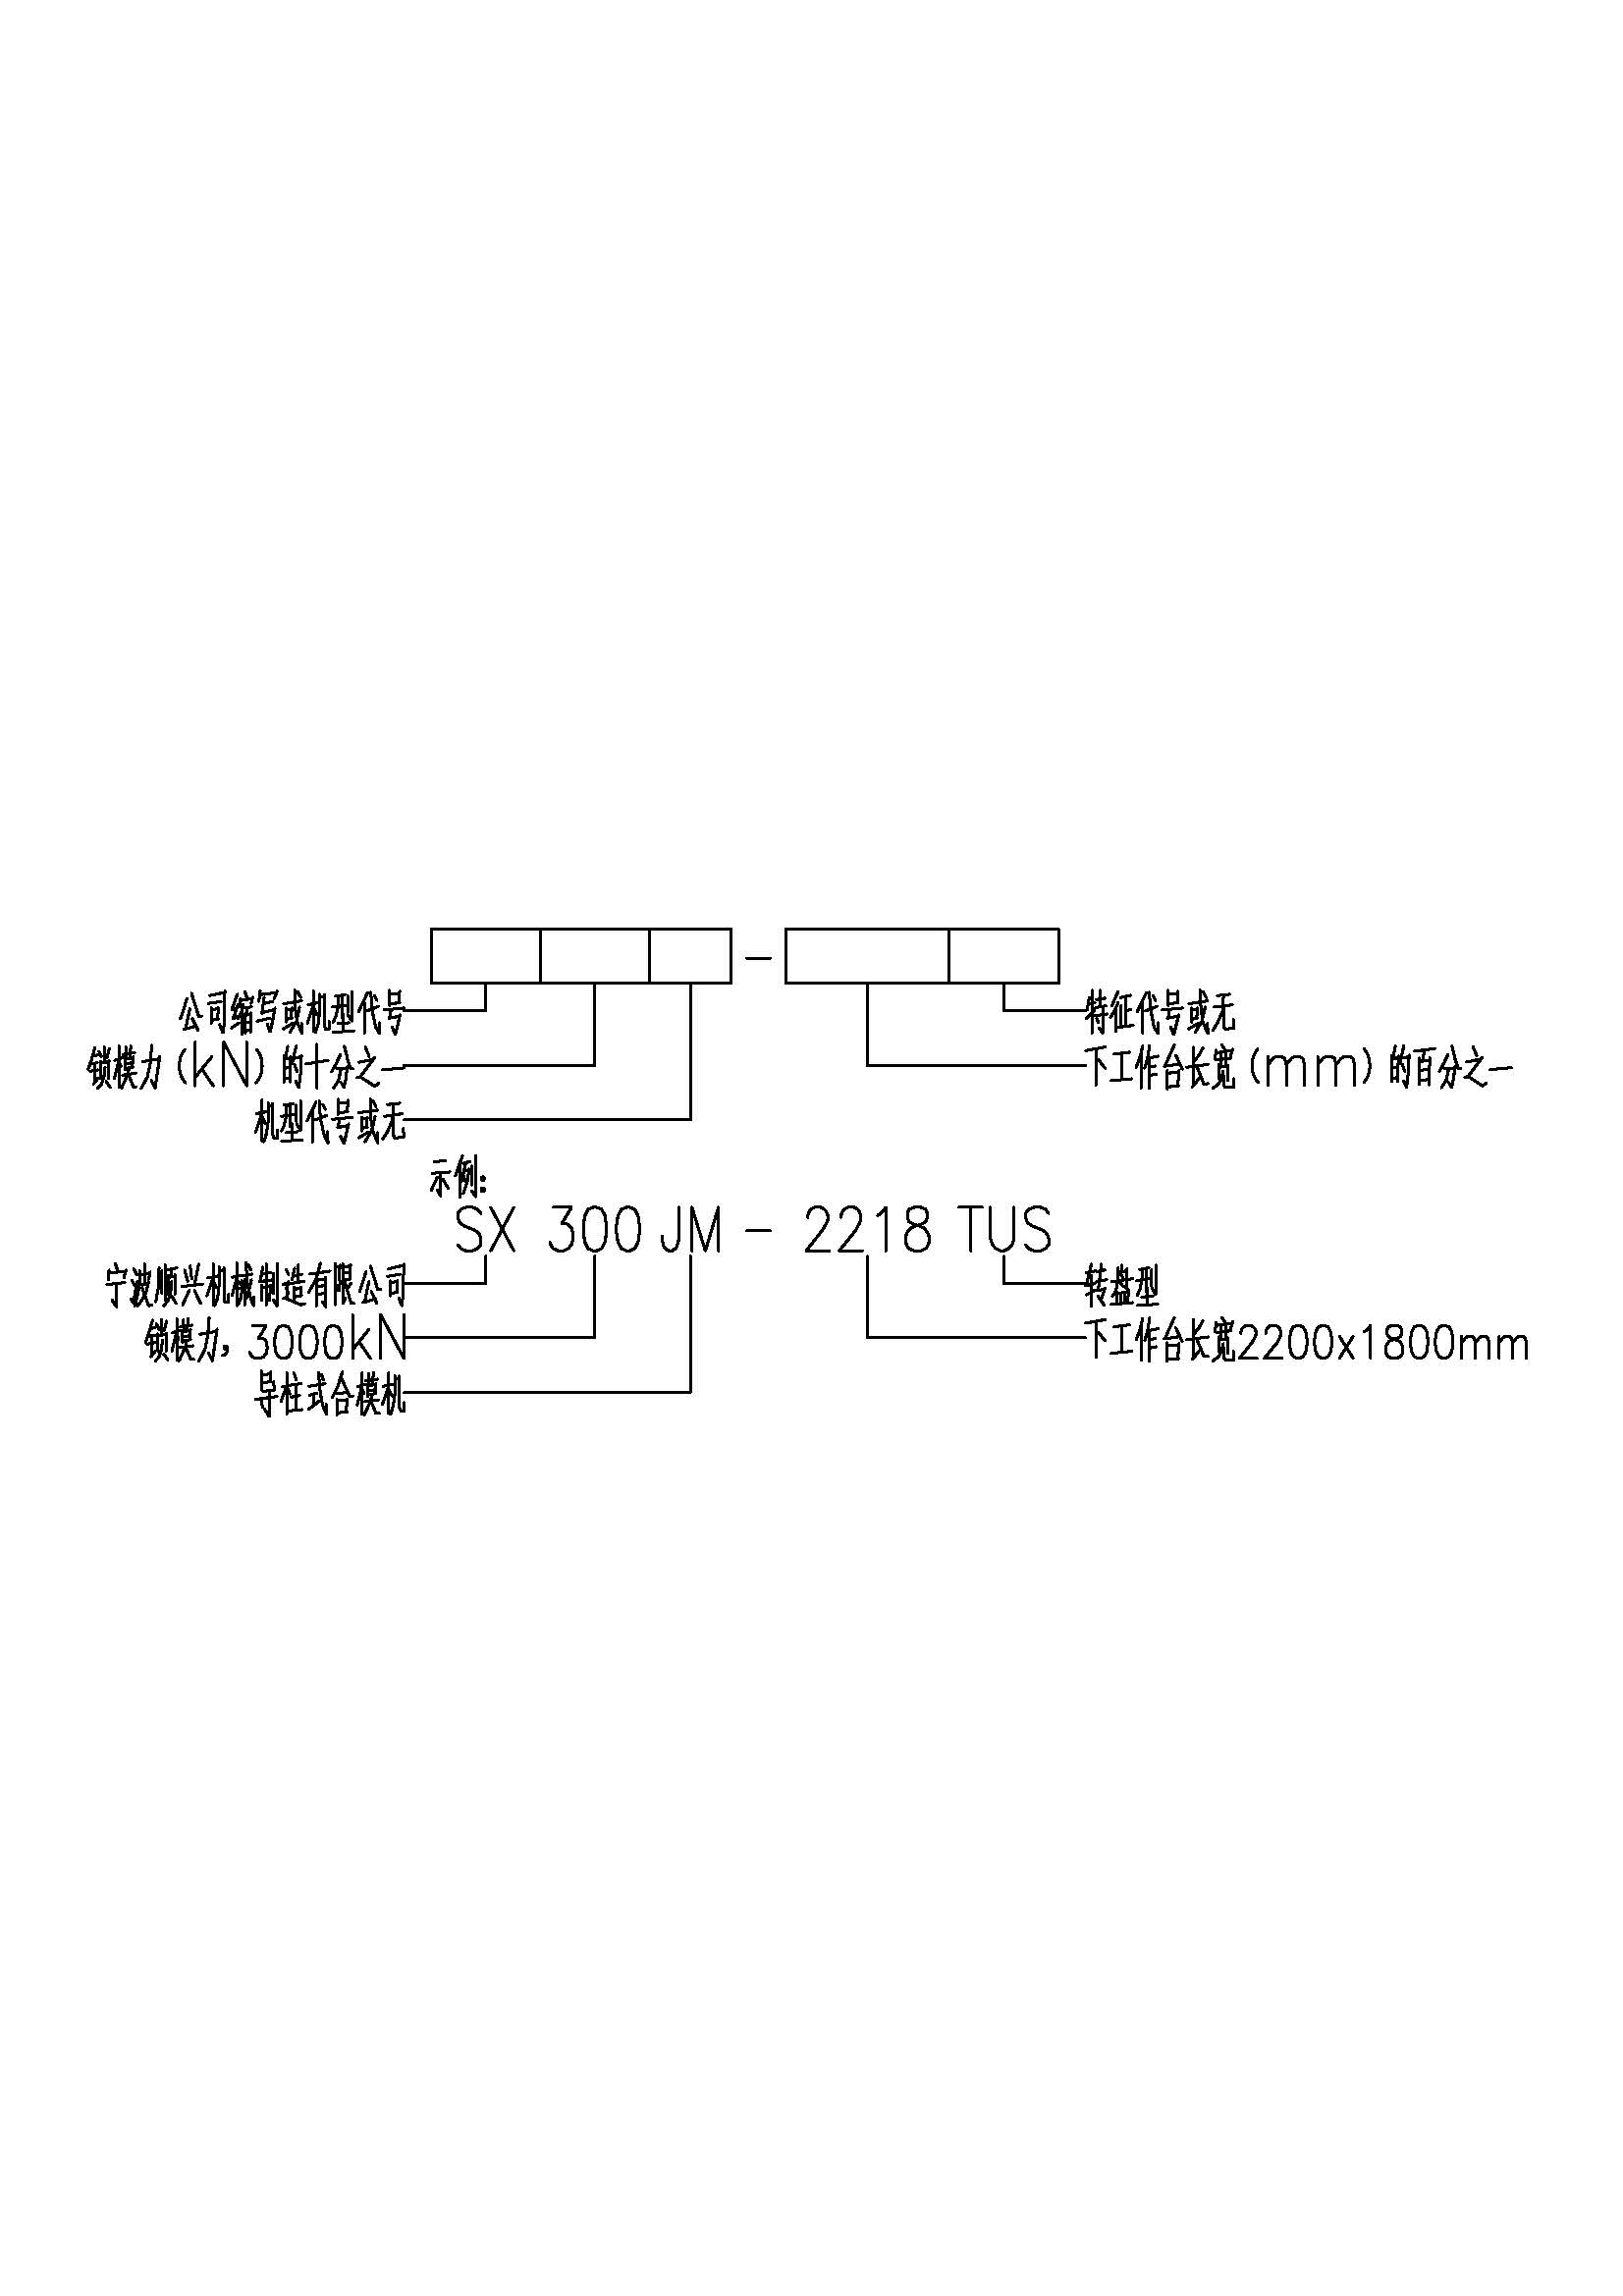 公司缩写或机型代号
特征代号或无
锁模力(kN)的十分之一
下工作台长宽(mm)的百分之一
机型代号或无
示例:
SX 300 JM - 2218 TUS
宁波顺兴机械制造有限公司
转盘型
锁模力，3000kN
下工作台长宽2200x1800mm
导柱式合模机